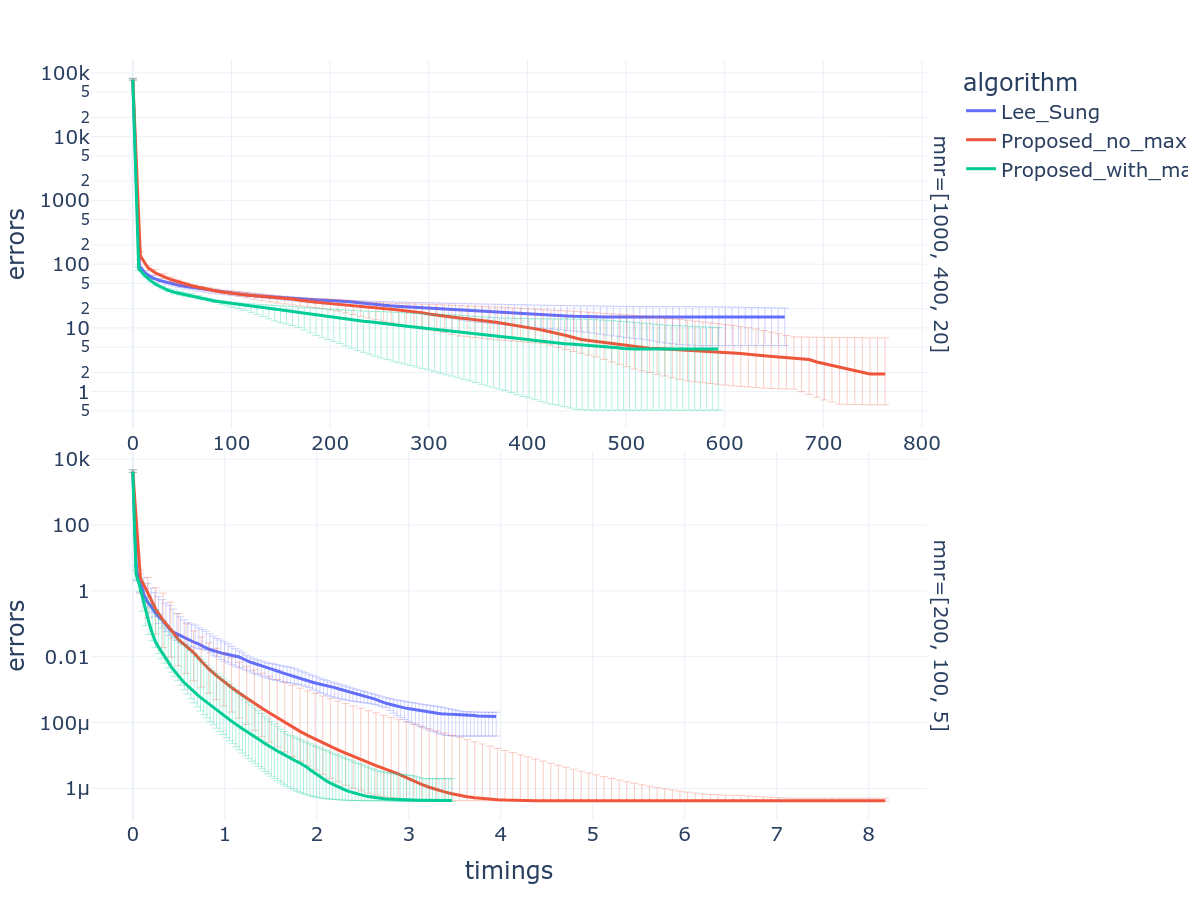 100k
5
2
10k
5
2
1000
5
2
100
5
2
10
5
2
1
5
errors
0 100 200 300 400 500 600 700 800
mnr=[1000, 400, 20]
algorithm
Lee_Sung
Proposed_no_max
Proposed_with_ma
10k
100
1
0.01
100μ
1μ
errors
0 1 2 3 4 5 6 7 8
timings
mnr=[200, 100, 5]